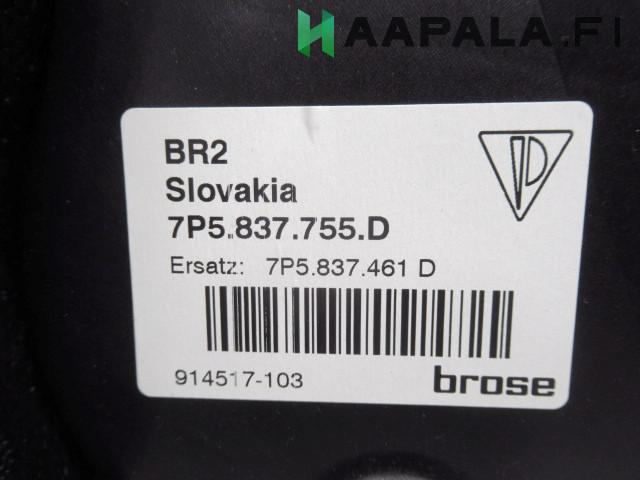 HAAPALA.FI
BR2
Slovakia
7P5.837.755.D
Ersatz: 7P5.837.461 D
914517-103
brose